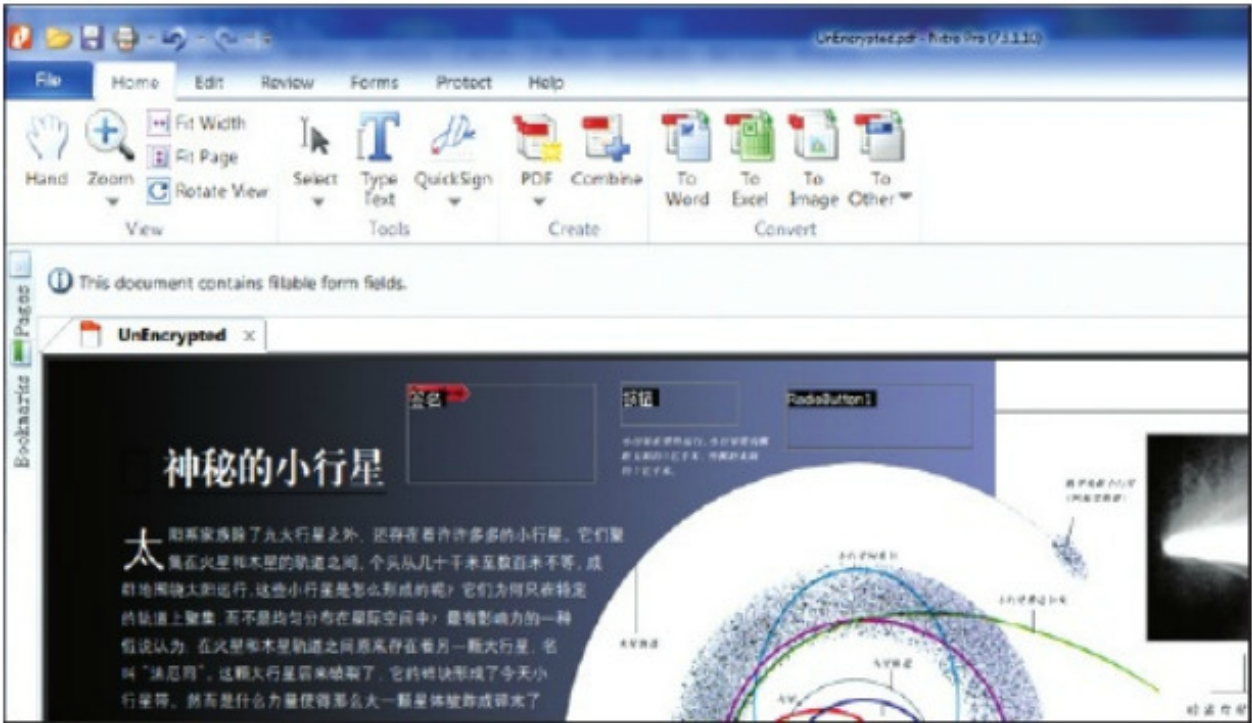 UnEncrypted.pdf - Nitro Pro (7.3.1.10)
File Home Edit Review Forms Protect Help
Hand
Zoom
Fit Width
Fit Page
Rotate View
View
Select
Type Text
QuickSign
Tools
PDF
Combine
Create
To Word
To Excel
To Image
To Other
Convert
This document contains fillable form fields.
Pages
Bookmarks
UnEncrypted
签名
按钮
RadioButton1
神秘的小行星
太阳系家族除了九大行星之外，还存在着许许多多的小行星。它们聚
集在火星和木星的轨道之间，个头从几十千米至数百米不等，成
群地围绕太阳运行，这些小行星是怎么形成的呢？它们为何只在特定
的轨道上聚集，而不是均匀分布在星际空间中？最有影响力的一种
假说认为：在火星和木星轨道之间原来存在着另一颗大行星，名
叫“法厄同”。这颗大行星后来破裂了，它的碎块形成了今天小
行星带。然而是什么力量使得那么大一颗星体被炸成碎末了
木星轨道
火星轨道